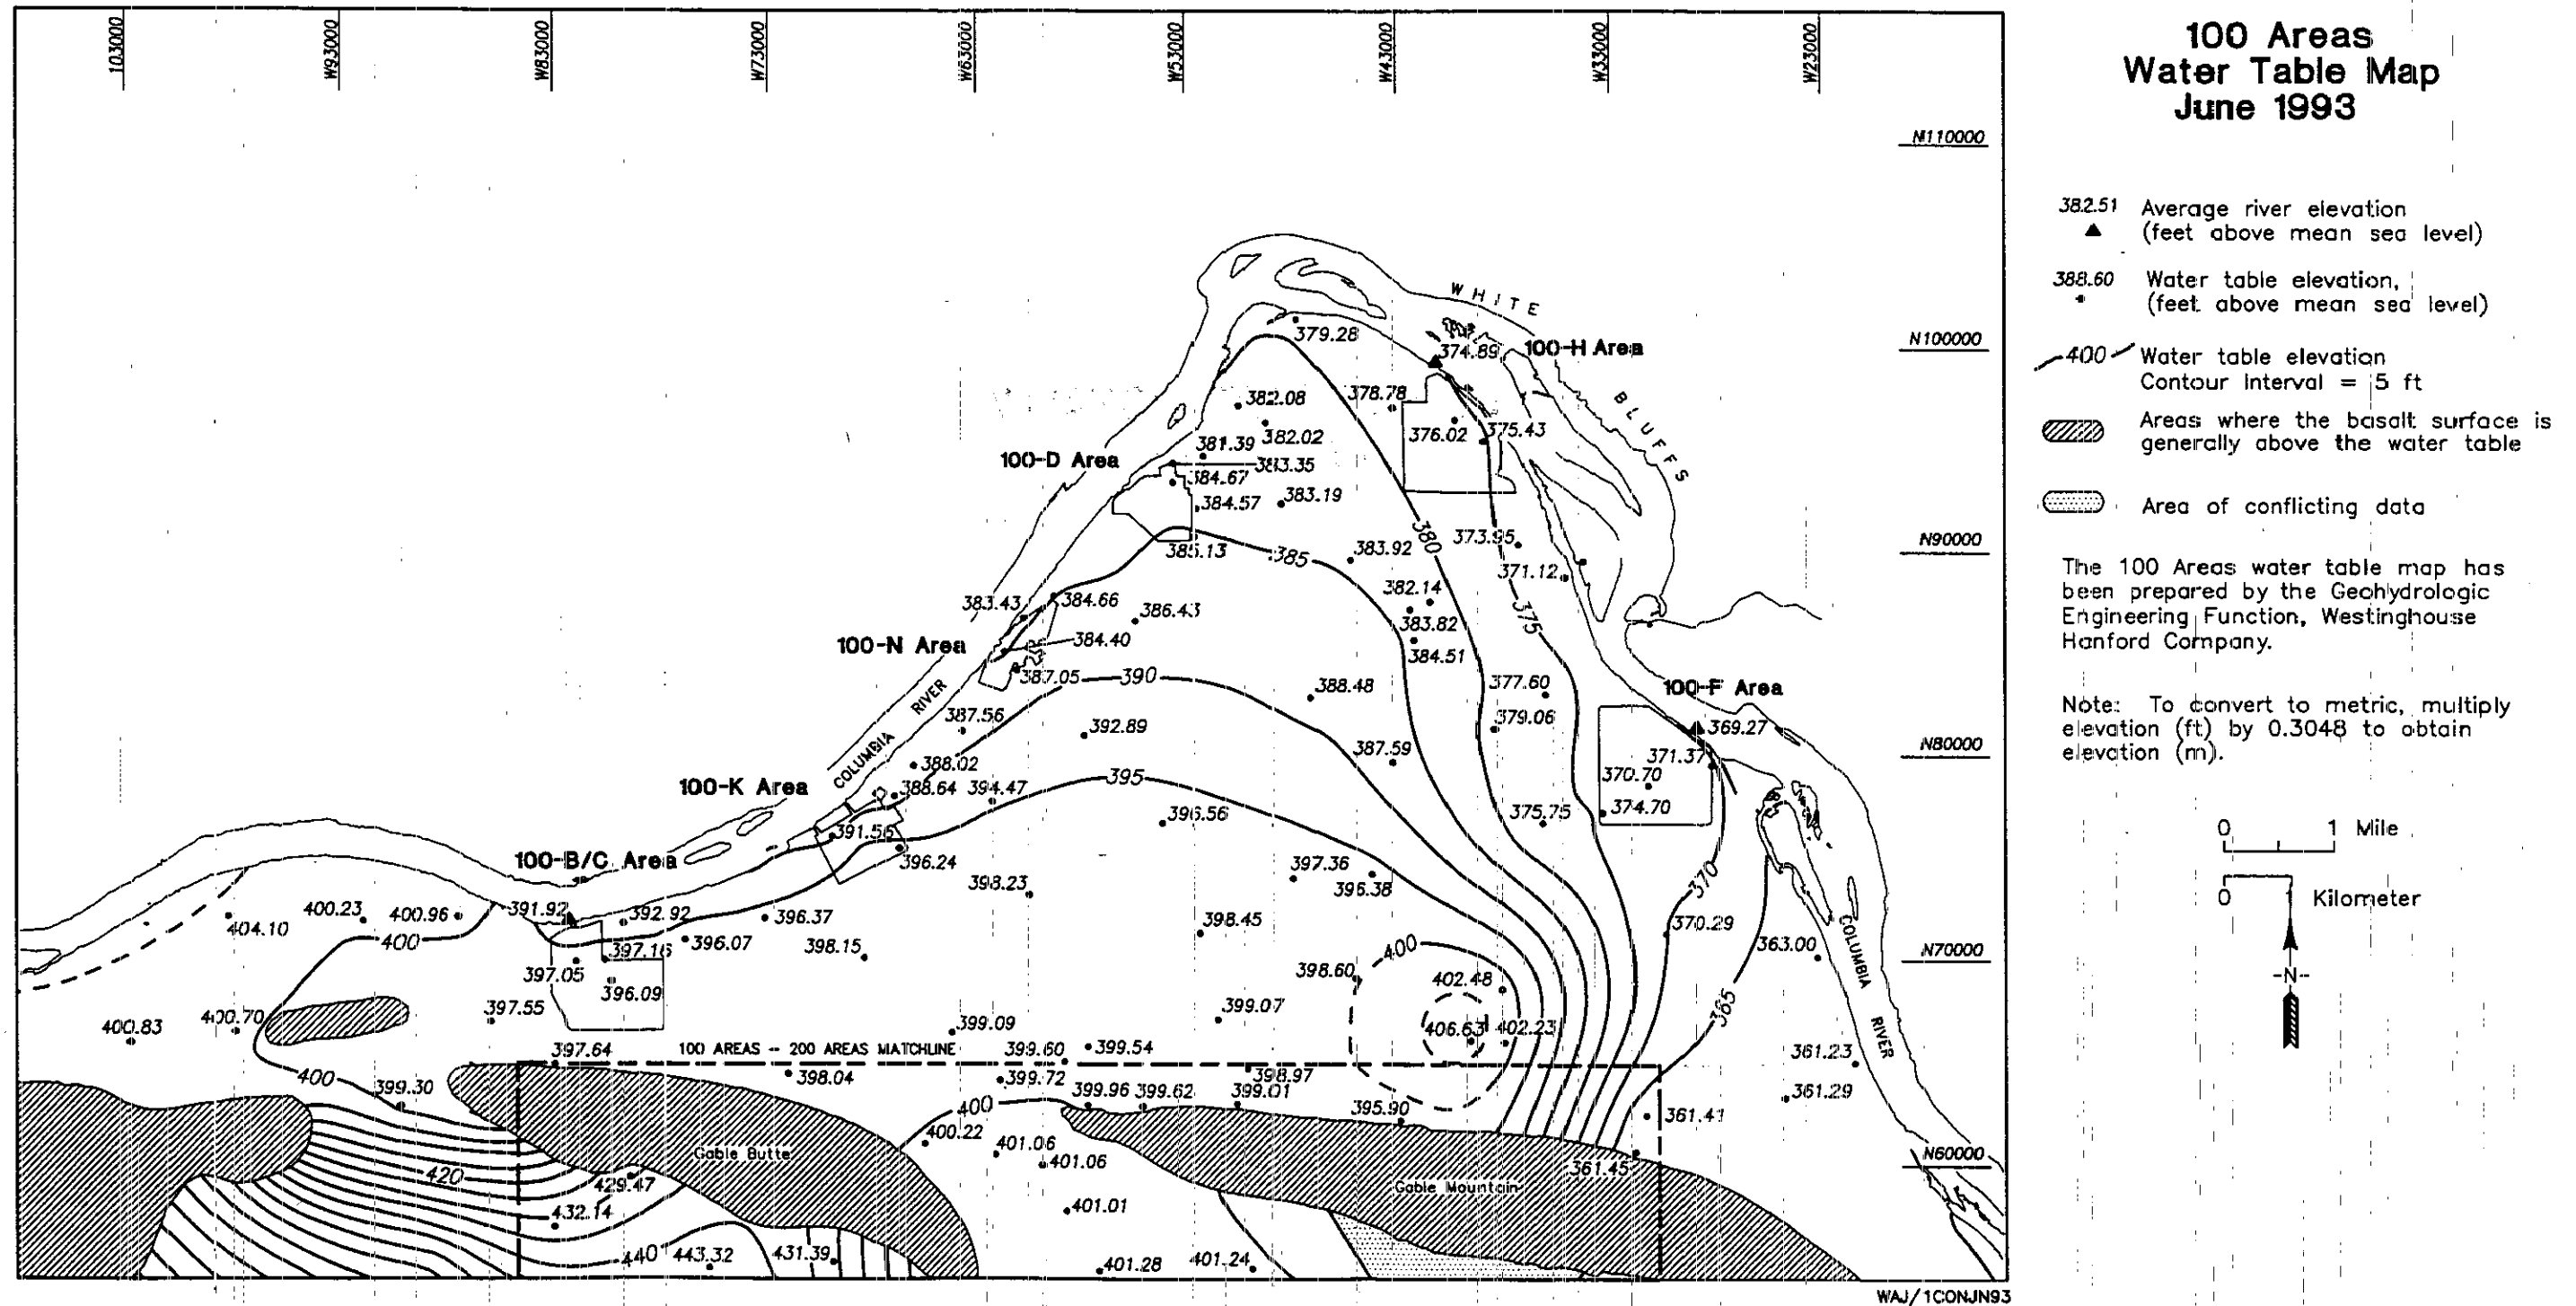 103000
W93000
W83000
W73000
W63000
W53000
W43000
W33000
W23000
100 Areas
Water Table Map
June 1993
N110000
N100000
N90000
N80000
N70000
N60000
382.51 Average river elevation
(feet above mean sea level)
388.60 Water table elevation,
(feet above mean sea level)
400 Water table elevation
Contour Interval = 5 ft
Areas where the basalt surface is
generally above the water table
Area of conflicting data
The 100 Areas water table map has
been prepared by the Geohydrologic
Engineering Function, Westinghouse
Hanford Company.
Note: To convert to metric, multiply
elevation (ft) by 0.3048 to obtain
elevation (m).
0 1 Mile
0 1 Kilometer
-N-
WHITE
BLUFFS
379.28
374.89
100-H Area
382.08
378.78
382.02
376.02
375.43
381.39
100-D Area
383.35
384.67
384.57
383.19
380
373.95
385.13
385
383.92
371.12
382.14
383.43
384.66
386.43
383.82
375
100-N Area
384.40
384.51
387.05
390
388.48
377.60
100-F Area
RIVER
387.56
392.89
379.06
369.27
COLUMBIA
387.59
371.37
388.02
370.70
100-K Area
388.64
394.47
395
374.70
391.56
396.56
375.75
100-B/C Area
396.24
397.36
396.38
398.23
370
404.10
400.23
400.96
391.92
392.92
396.37
398.45
370.29
400
397.16
396.07
398.15
400
363.00
COLUMBIA
RIVER
397.05
396.09
398.60
402.48
365
400.83
400.70
397.55
399.09
399.07
406.63
402.23
397.64
100 AREAS -- 200 AREAS MATCHLINE
399.60
399.54
361.23
400
399.30
398.04
399.72
398.97
361.29
400
399.96
399.62
399.01
395.90
361.41
400.22
Gable Butte
401.06
401.06
420
429.47
Gable Mountain
361.45
432.14
401.01
440
443.32
431.39
401.28
401.24
WAJ/1CONJN93